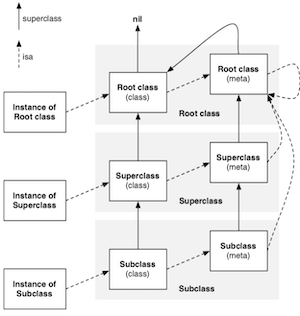 superclass
nil
isa
Root class
(class)
Root class
(meta)
Instance of
Root class
Root class
Superclass
(class)
Superclass
(meta)
Instance of
Superclass
Superclass
Subclass
(class)
Subclass
(meta)
Instance of
Subclass
Subclass